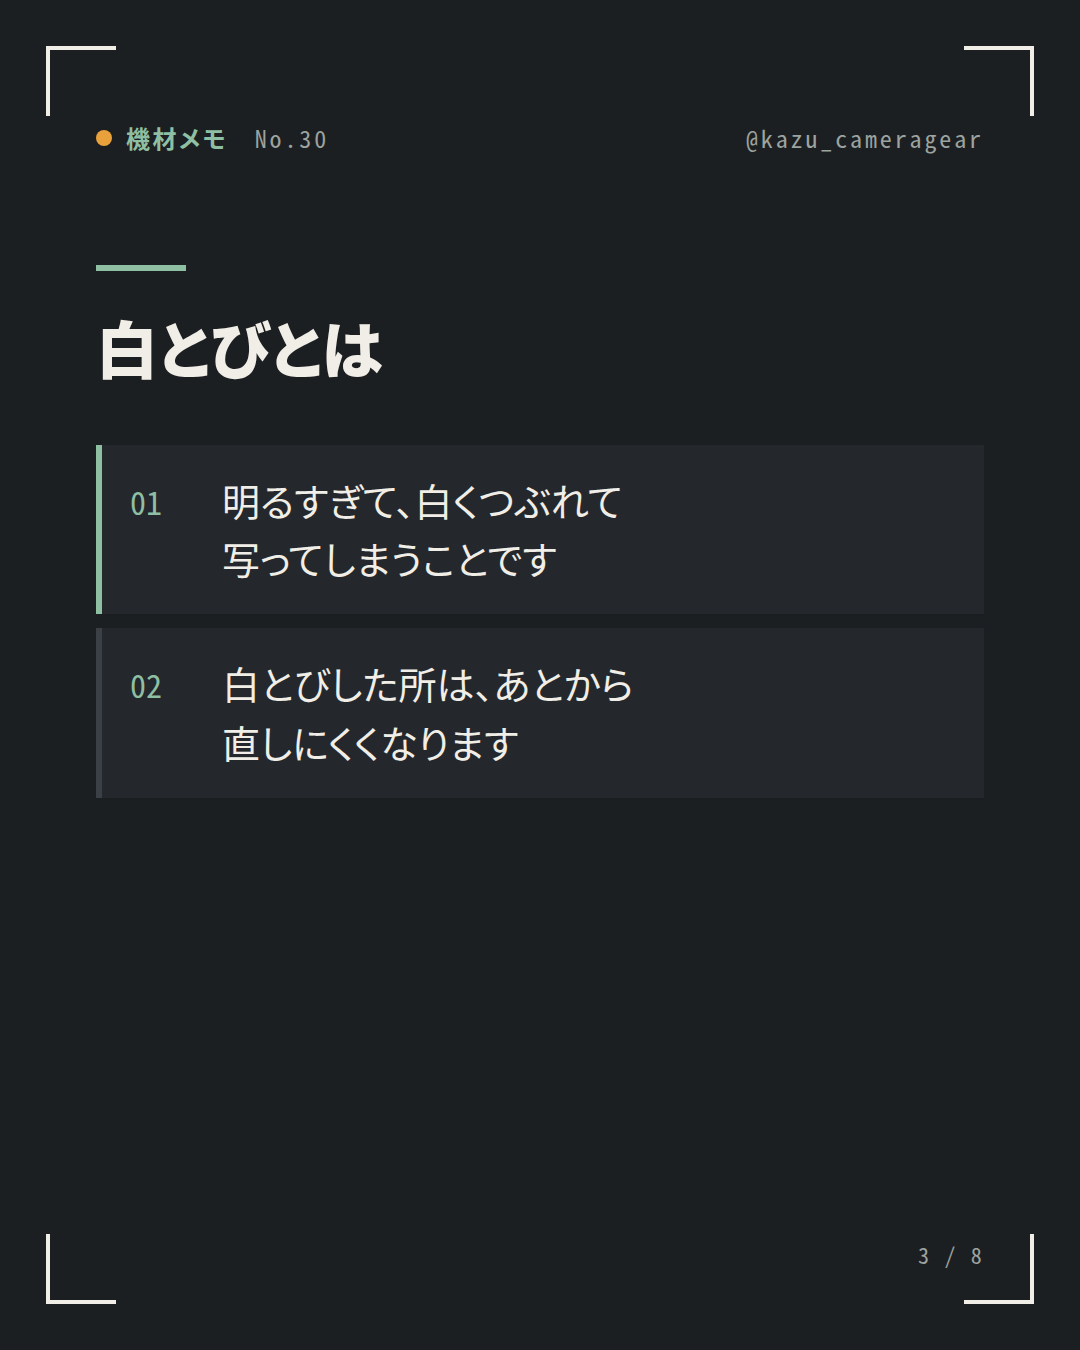 機材メモ No.30 @kazu_cameragear
白とびとは
01 明るすぎて、白くつぶれて
写ってしまうことです
02 白とびした所は、あとから
直しにくくなります
3 / 8